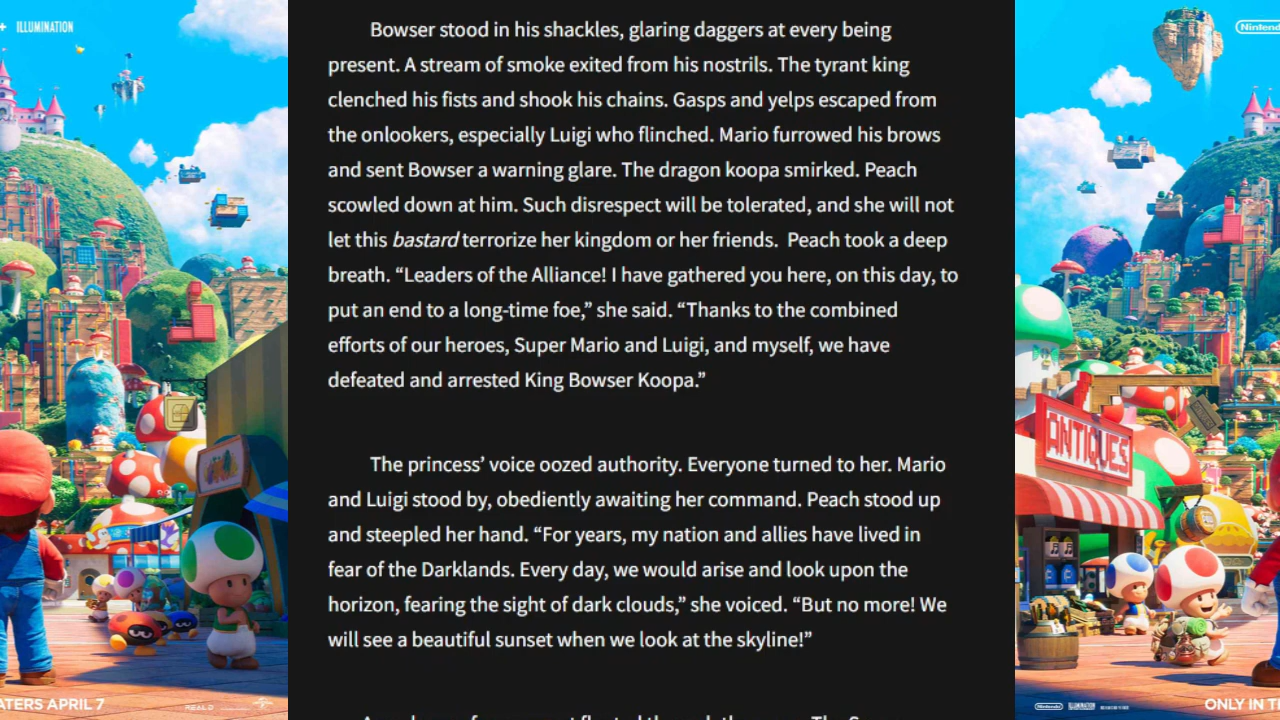 ILLUMINATION
Nintend
Bowser stood in his shackles, glaring daggers at every being
present. A stream of smoke exited from his nostrils. The tyrant king
clenched his fists and shook his chains. Gasps and yelps escaped from
the onlookers, especially Luigi who flinched. Mario furrowed his brows
and sent Bowser a warning glare. The dragon koopa smirked. Peach
scowled down at him. Such disrespect will be tolerated, and she will not
let this bastard terrorize her kingdom or her friends.  Peach took a deep
breath. “Leaders of the Alliance! I have gathered you here, on this day, to
put an end to a long-time foe,” she said. “Thanks to the combined
efforts of our heroes, Super Mario and Luigi, and myself, we have
defeated and arrested King Bowser Koopa.”
The princess’ voice oozed authority. Everyone turned to her. Mario
and Luigi stood by, obediently awaiting her command. Peach stood up
and steepled her hand. “For years, my nation and allies have lived in
fear of the Darklands. Every day, we would arise and look upon the
horizon, fearing the sight of dark clouds,” she voiced. “But no more! We
will see a beautiful sunset when we look at the skyline!”
ANTIQUES
ATERS APRIL 7
Nintendo
ILLUMINATION
ONLY IN T